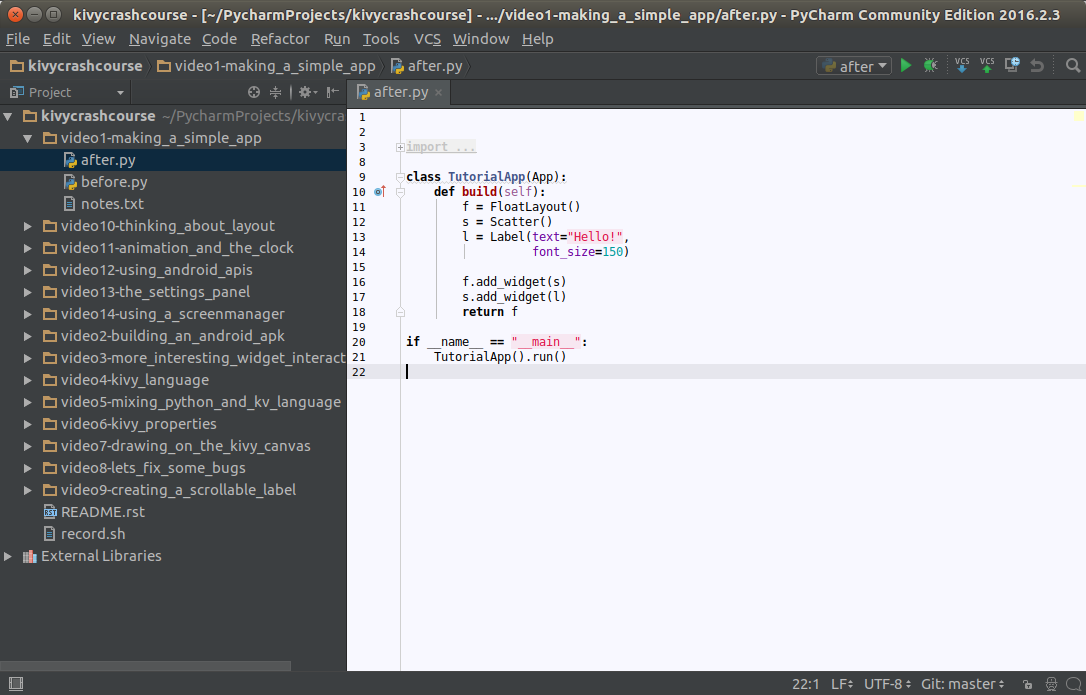 kivycrashcourse - [~/PycharmProjects/kivycrashcourse] - .../video1-making_a_simple_app/after.py - PyCharm Community Edition 2016.2.3
File Edit View Navigate Code Refactor Run Tools VCS Window Help
kivycrashcourse video1-making_a_simple_app after.py after VCS VCS
Project
after.py
kivycrashcourse ~/PycharmProjects/kivycra
video1-making_a_simple_app
after.py
before.py
notes.txt
video10-thinking_about_layout
video11-animation_and_the_clock
video12-using_android_apis
video13-the_settings_panel
video14-using_a_screenmanager
video2-building_an_android_apk
video3-more_interesting_widget_interact
video4-kivy_language
video5-mixing_python_and_kv_language
video6-kivy_properties
video7-drawing_on_the_kivy_canvas
video8-lets_fix_some_bugs
video9-creating_a_scrollable_label
RST README.rst
record.sh
External Libraries
1
2
3 import ...
8
9 class TutorialApp(App):
10 def build(self):
11 f = FloatLayout()
12 s = Scatter()
13 l = Label(text="Hello!",
14 font_size=150)
15
16 f.add_widget(s)
17 s.add_widget(l)
18 return f
19
20 if __name__ == "__main__":
21 TutorialApp().run()
22
22:1 LF UTF-8 Git: master